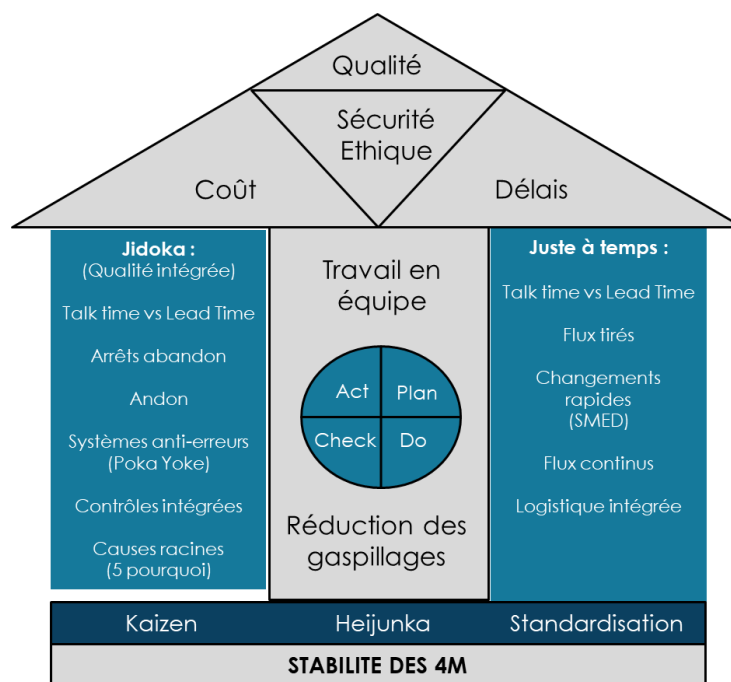 Qualité
Sécurité
Ethique
Coût
Délais
Jidoka :
(Qualité intégrée)
Talk time vs Lead Time
Arrêts abandon
Andon
Systèmes anti-erreurs
(Poka Yoke)
Contrôles intégrées
Causes racines
(5 pourquoi)
Travail en
équipe
Act
Plan
Check
Do
Réduction des
gaspillages
Juste à temps :
Talk time vs Lead Time
Flux tirés
Changements
rapides
(SMED)
Flux continus
Logistique intégrée
Kaizen
Heijunka
Standardisation
STABILITE DES 4M